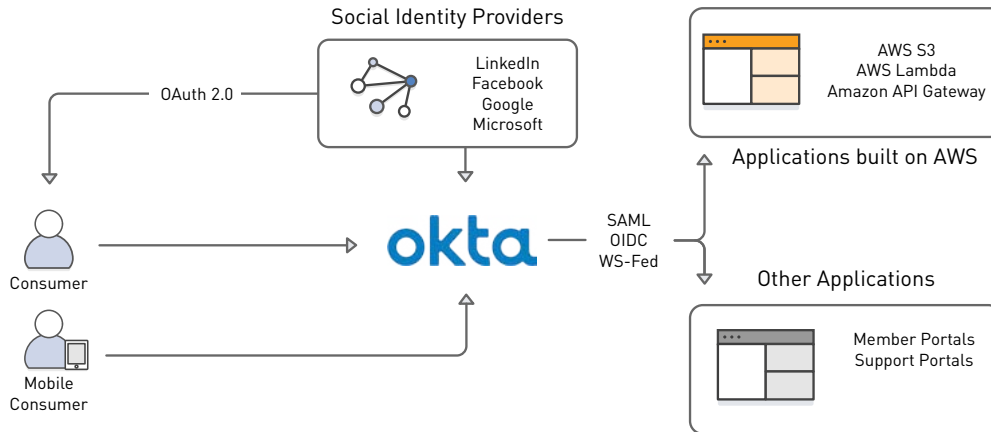 Social Identity Providers
LinkedIn
Facebook
Google
Microsoft
OAuth 2.0
AWS S3
AWS Lambda
Amazon API Gateway
Applications built on AWS
Consumer
okta
SAML
OIDC
WS-Fed
Other Applications
Member Portals
Support Portals
Mobile
Consumer